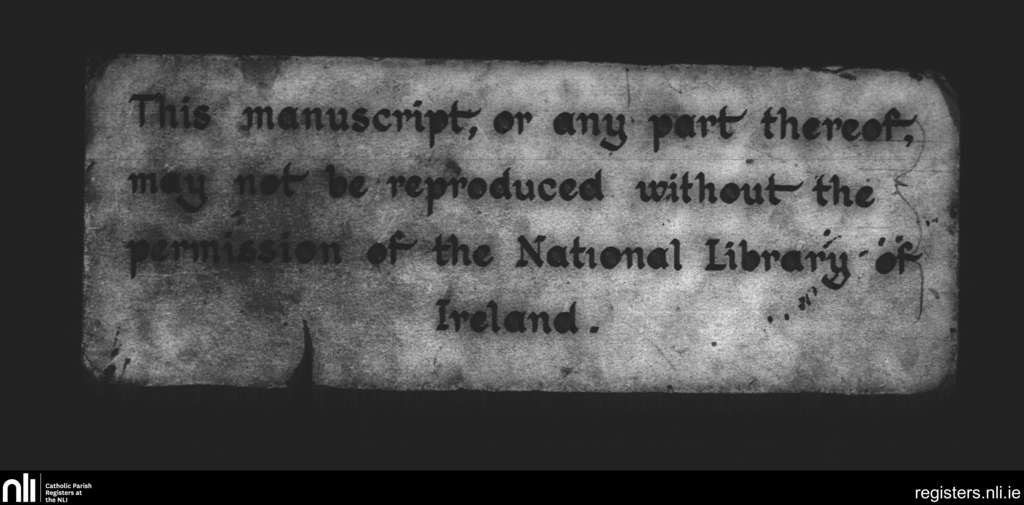 This manuscript, or any part thereof,
may not be reproduced without the
permission of the National Library of
Ireland.
nli
Catholic Parish
Registers at
the NLI
registers.nli.ie